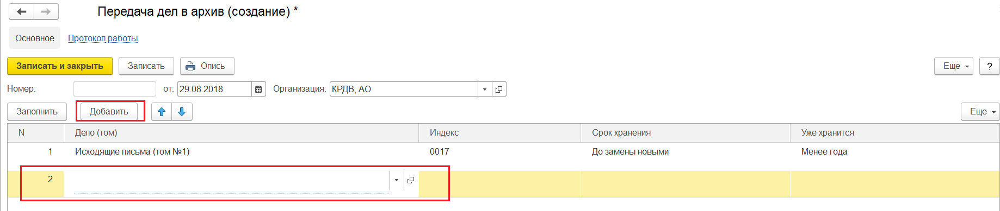 Передача дел в архив (создание) *
Основное Протокол работы
Записать и закрыть Записать Опись Еще ?
Номер: от: 29.08.2018 Организация: КРДВ, АО
Заполнить Добавить Еще
N Дело (том) Индекс Срок хранения Уже хранится
1 Исходящие письма (том №1) 0017 До замены новыми Менее года
2